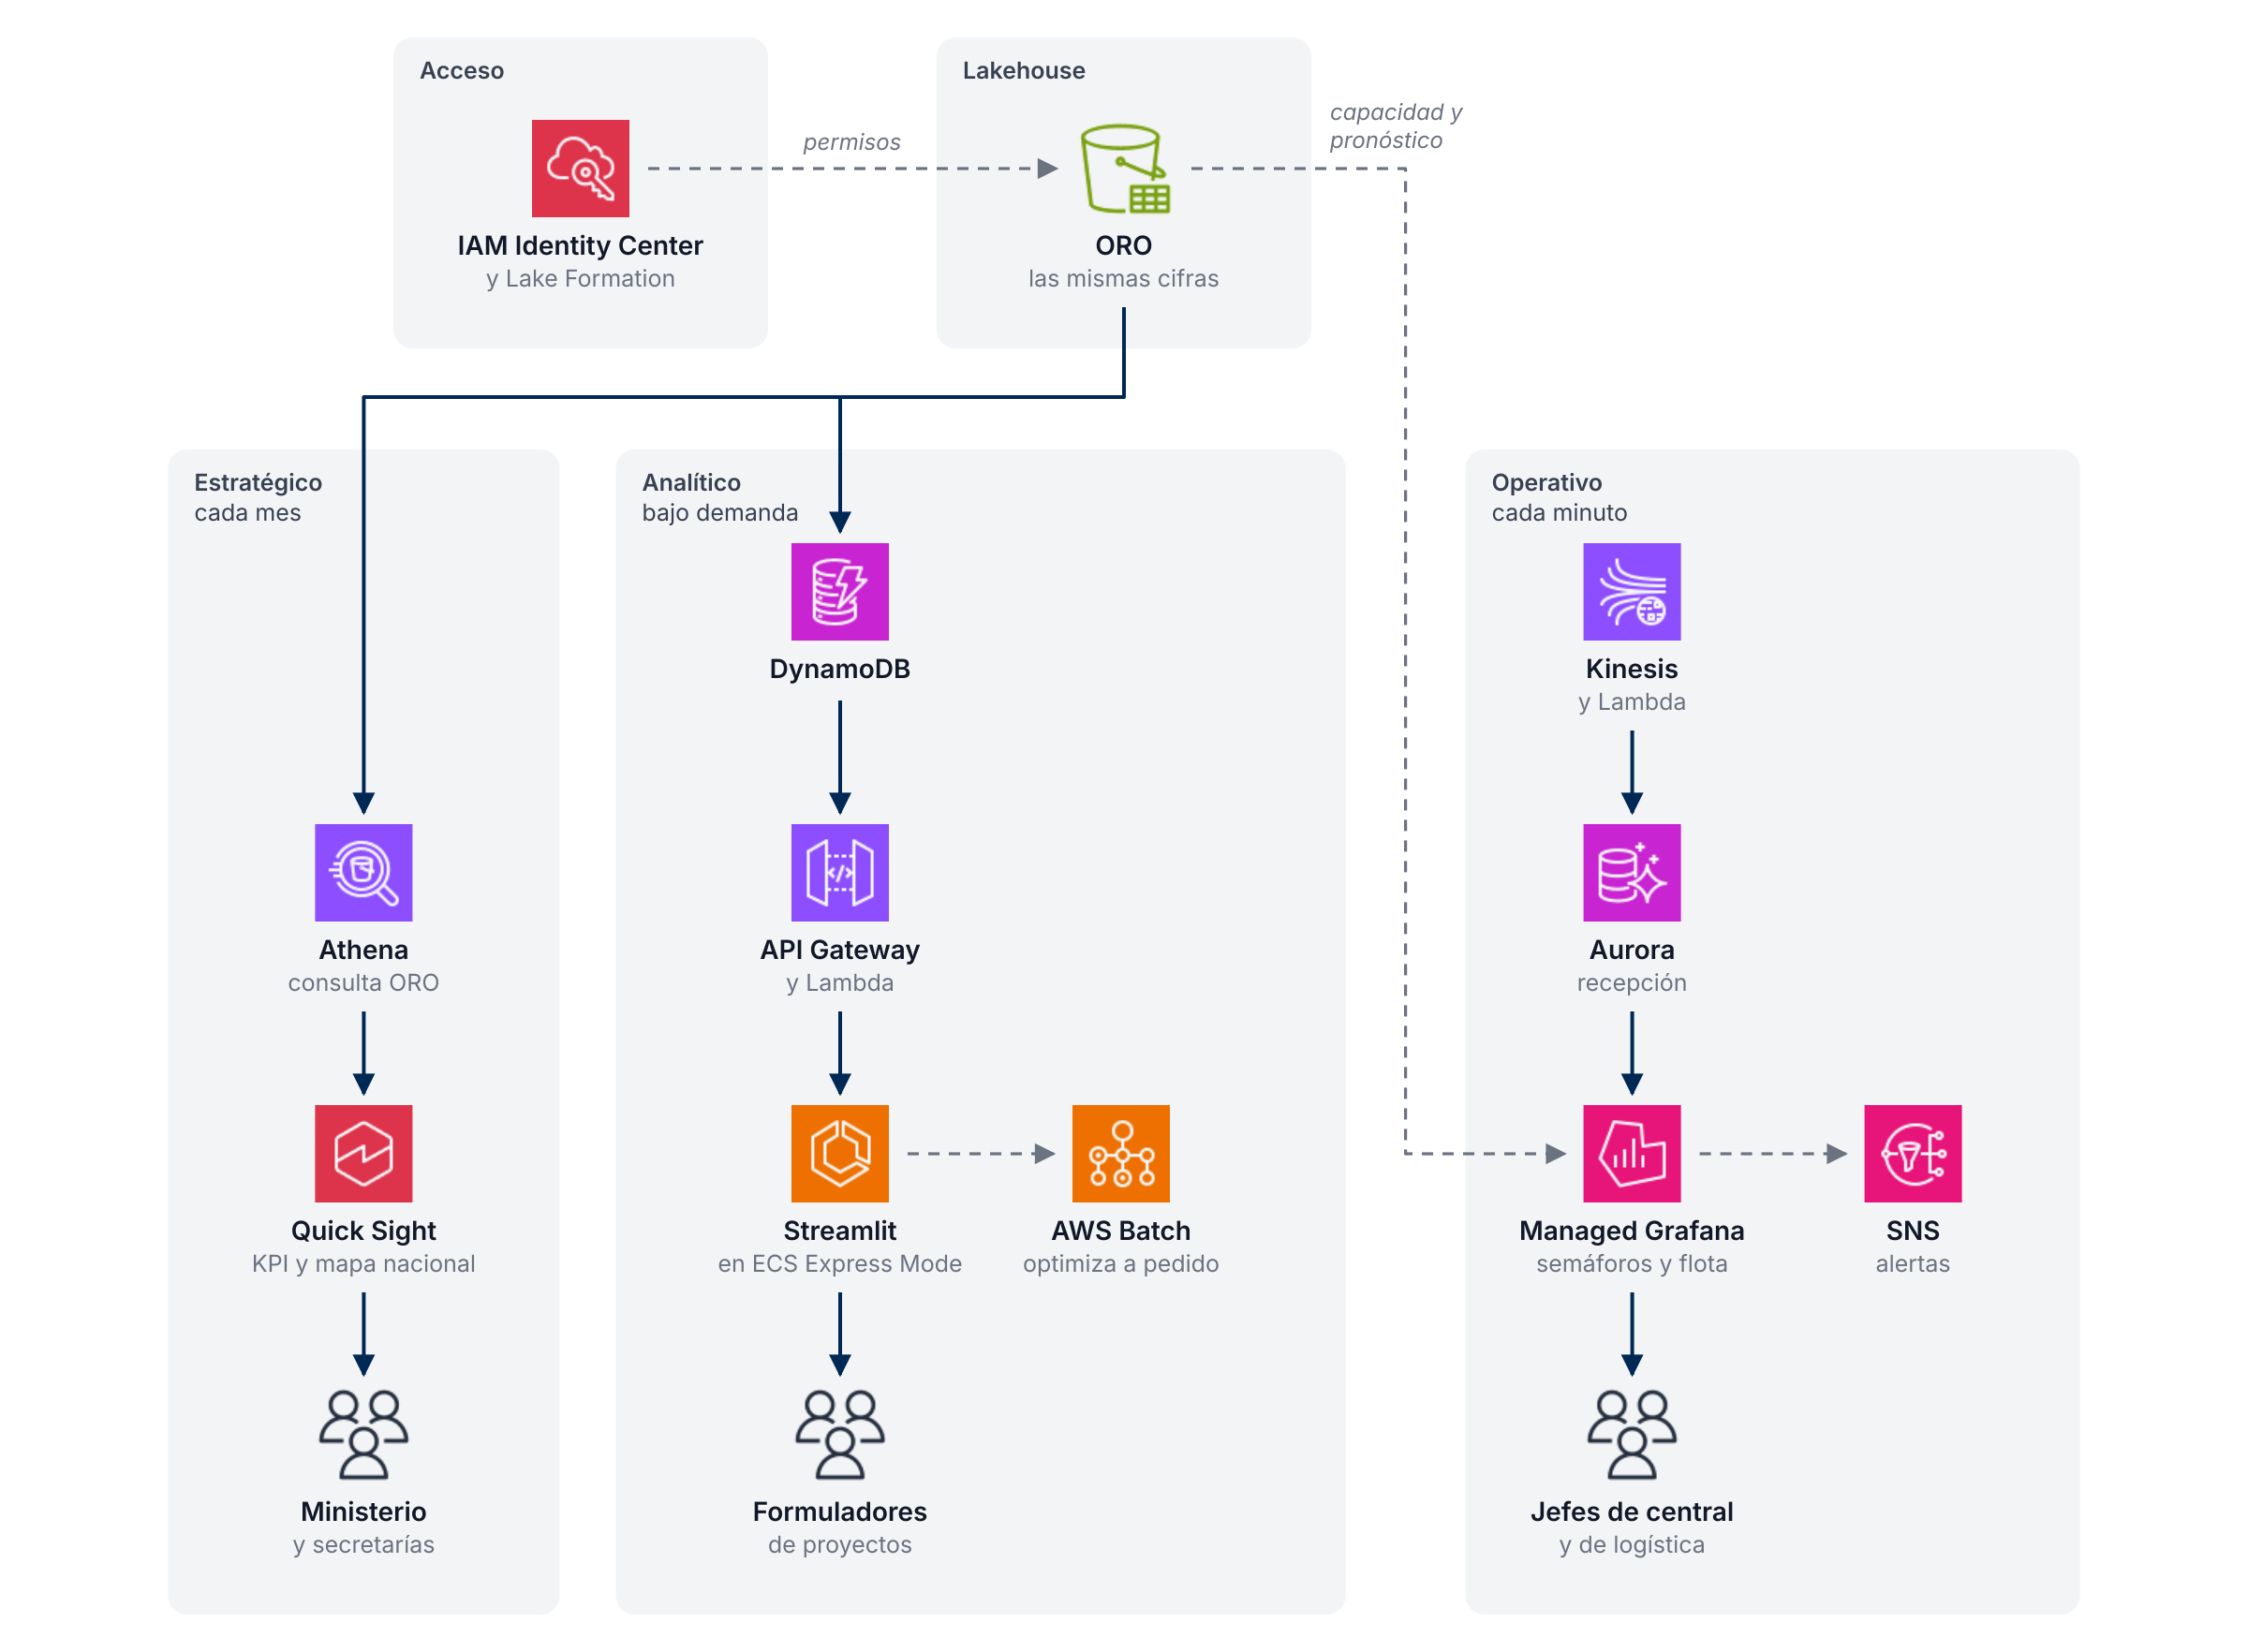 Acceso
Lakehouse
capacidad y
pronóstico
permisos
IAM Identity Center
y Lake Formation
ORO
las mismas cifras
Estratégico
cada mes
Analítico
bajo demanda
Operativo
cada minuto
DynamoDB
Kinesis
y Lambda
Athena
consulta ORO
API Gateway
y Lambda
Aurora
recepción
Quick Sight
KPI y mapa nacional
Streamlit
en ECS Express Mode
AWS Batch
optimiza a pedido
Managed Grafana
semáforos y flota
SNS
alertas
Ministerio
y secretarías
Formuladores
de proyectos
Jefes de central
y de logística